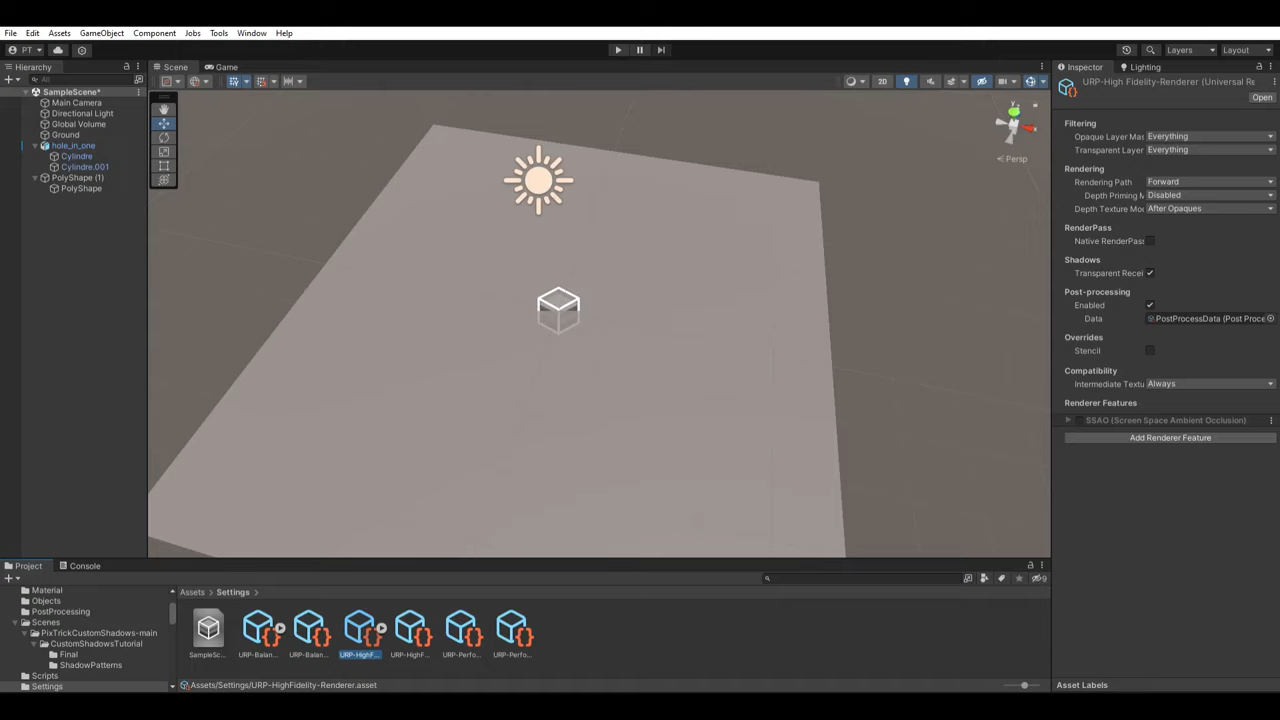 File Edit Assets GameObject Component Jobs Tools Window Help
PT Layers Layout
Hierarchy Scene Game Inspector Lighting
All
2D
SampleScene*
Main Camera
Directional Light
Global Volume
Ground
hole_in_one
Cylindre
Cylindre.001
PolyShape (1)
PolyShape
y
Persp
URP-High Fidelity-Renderer (Universal Re
Open
Filtering
Opaque Layer Mas Everything
Transparent Layer Everything
Rendering
Rendering Path Forward
Depth Priming M Disabled
Depth Texture Moc After Opaques
RenderPass
Native RenderPass
Shadows
Transparent Recei
Post-processing
Enabled
Data PostProcessData (Post Proce
Overrides
Stencil
Compatibility
Intermediate Textu Always
Renderer Features
SSAO (Screen Space Ambient Occlusion)
Add Renderer Feature
Project Console
9
Material
Objects
PostProcessing
Scenes
PixTrickCustomShadows-main
CustomShadowsTutorial
Final
ShadowPatterns
Scripts
Settings
Assets > Settings >
SampleSc... URP-Balan... URP-Balan... URP-HighF... URP-HighF... URP-Perfo... URP-Perfo...
Assets/Settings/URP-HighFidelity-Renderer.asset
Asset Labels